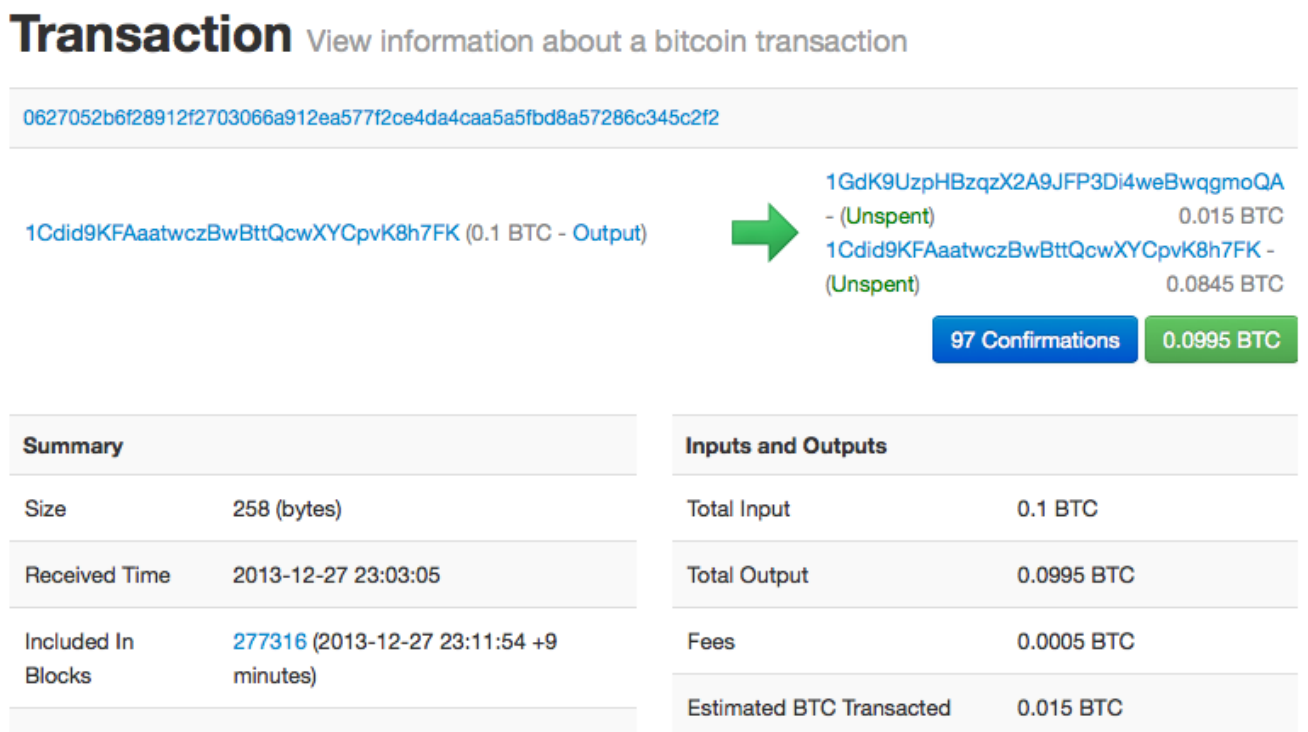 Transaction View information about a bitcoin transaction
0627052b6f28912f2703066a912ea577f2ce4da4caa5a5fbd8a57286c345c2f2
1Cdid9KFAaatwczBwBttQcwXYCpvK8h7FK (0.1 BTC - Output)
1GdK9UzpHBzqzX2A9JFP3Di4weBwqgmoQA
- (Unspent) 0.015 BTC
1Cdid9KFAaatwczBwBttQcwXYCpvK8h7FK -
(Unspent) 0.0845 BTC
97 Confirmations 0.0995 BTC
Summary
Size 258 (bytes)
Received Time 2013-12-27 23:03:05
Included In 277316 (2013-12-27 23:11:54 +9
Blocks minutes)
Inputs and Outputs
Total Input 0.1 BTC
Total Output 0.0995 BTC
Fees 0.0005 BTC
Estimated BTC Transacted 0.015 BTC